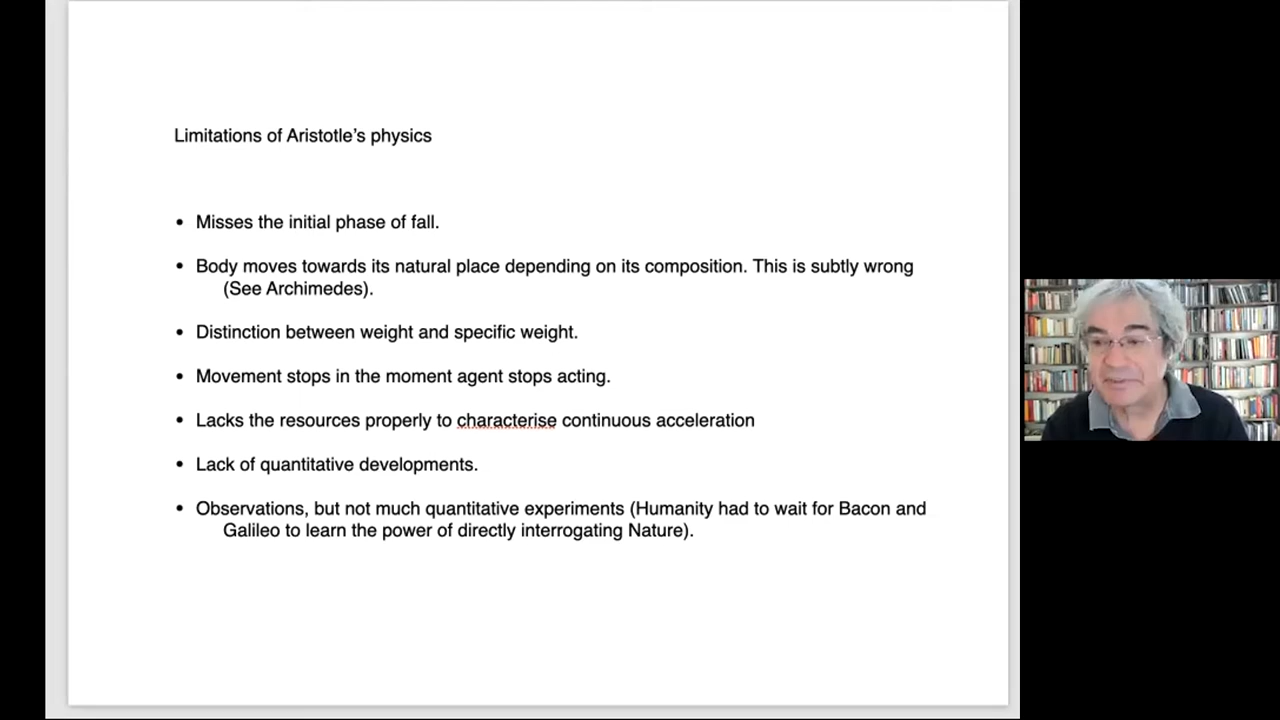 Limitations of Aristotle’s physics
• Misses the initial phase of fall.
• Body moves towards its natural place depending on its composition. This is subtly wrong
(See Archimedes).
• Distinction between weight and specific weight.
• Movement stops in the moment agent stops acting.
• Lacks the resources properly to characterise continuous acceleration
• Lack of quantitative developments.
• Observations, but not much quantitative experiments (Humanity had to wait for Bacon and
Galileo to learn the power of directly interrogating Nature).